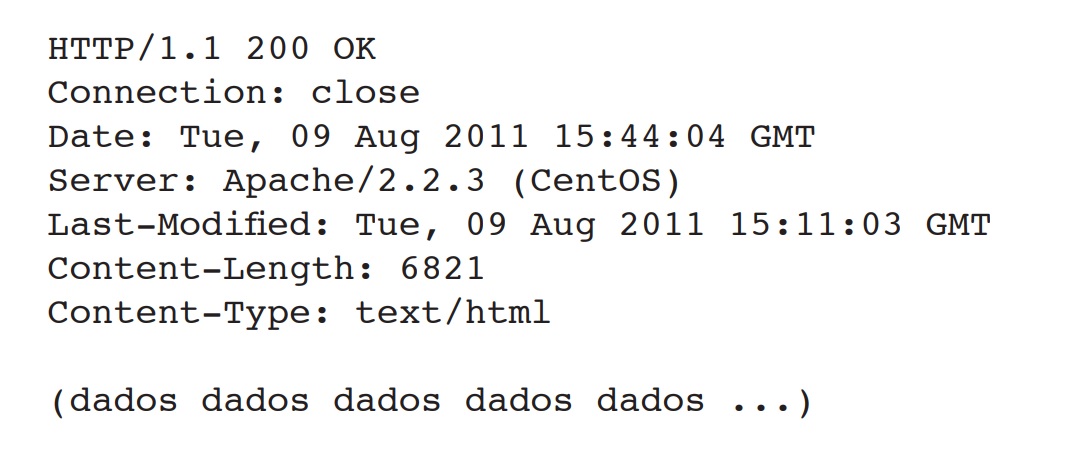 HTTP/1.1 200 OK
Connection: close
Date: Tue, 09 Aug 2011 15:44:04 GMT
Server: Apache/2.2.3 (CentOS)
Last-Modified: Tue, 09 Aug 2011 15:11:03 GMT
Content-Length: 6821
Content-Type: text/html
(dados dados dados dados dados ...)